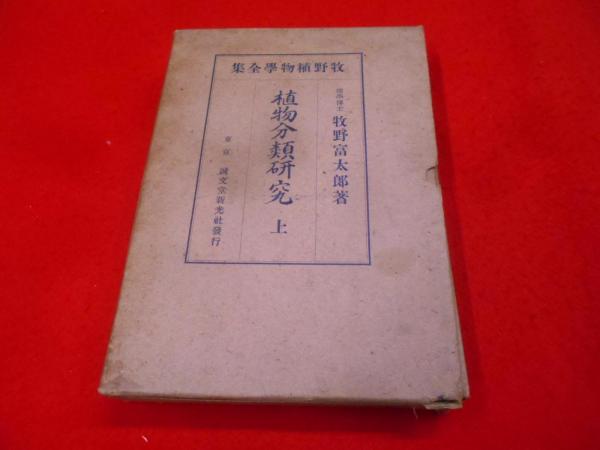 集全學物植野牧
理學博士 牧野富太郎著
植物分類研究 上
東京 誠文堂新光社發行